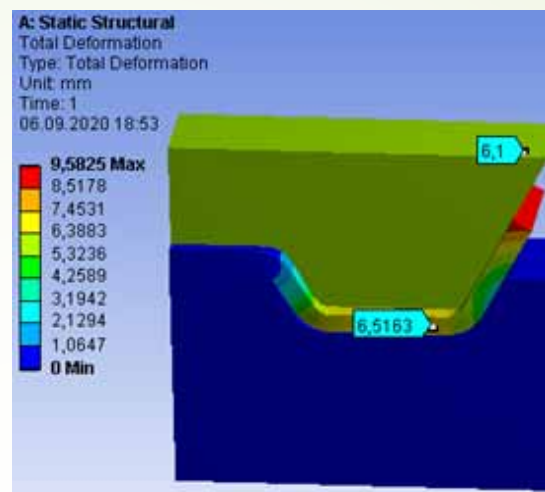 A: Static Structural
Total Deformation
Type: Total Deformation
Unit: mm
Time: 1
06.09.2020 18:53
9,5825 Max
8,5178
7,4531
6,3883
5,3236
4,2589
3,1942
2,1294
1,0647
0 Min
6,1
6,5163